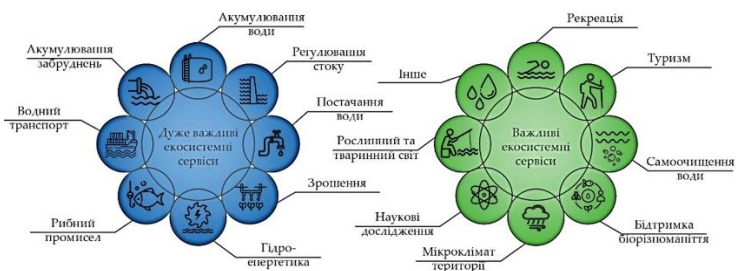 Акумулювання
води
Регулювання
стоку
Постачання
води
Зрошення
Гідро-
енергетика
Рибний
промисел
Водний
транспорт
Акумулювання
забруднень
Дуже важливі
екосистемні
сервіси
Рекреація
Туризм
Самоочищення
води
Бідтримка
біорізноманіття
Мікроклімат
території
Наукові
дослідження
Рослинний та
тваринний світ
Інше
Важливі
екосистемні
сервіси